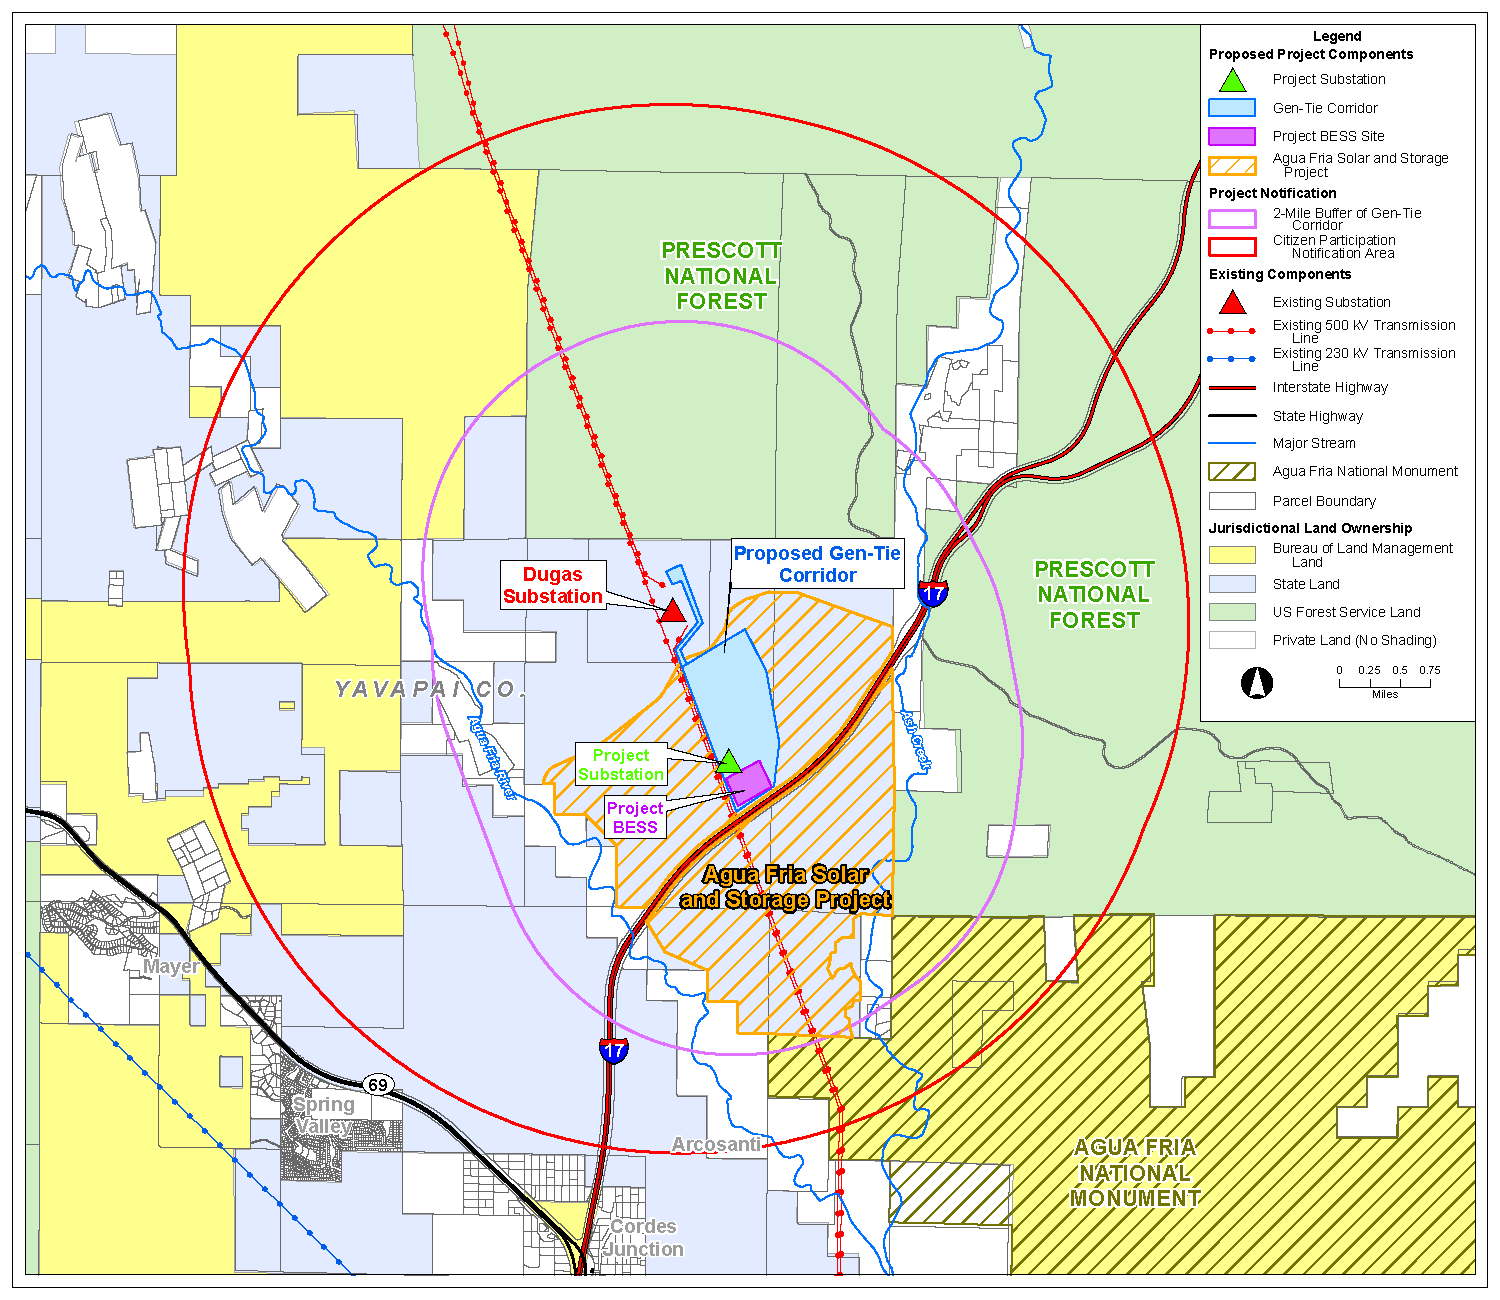 PRESCOTT
NATIONAL
FOREST
Dugas
Substation
Proposed Gen-Tie
Corridor
17
PRESCOTT
NATIONAL
FOREST
YAVAPAI CO.
Agua Fria River
Ash Creek
Project
Substation
Project
BESS
Agua Fria Solar
and Storage Project
Mayer
17
69
Spring
Valley
Arcosanti
AGUA FRIA
NATIONAL
MONUMENT
Cordes
Junction
Legend
Proposed Project Components
Project Substation
Gen-Tie Corridor
Project BESS Site
Agua Fria Solar and Storage
Project
Project Notification
2-Mile Buffer of Gen-Tie
Corridor
Citizen Participation
Notification Area
Existing Components
Existing Substation
Existing 500 kV Transmission
Line
Existing 230 kV Transmission
Line
Interstate Highway
State Highway
Major Stream
Agua Fria National Monument
Parcel Boundary
Jurisdictional Land Ownership
Bureau of Land Management
Land
State Land
US Forest Service Land
Private Land (No Shading)
0 0.25 0.5 0.75
Miles